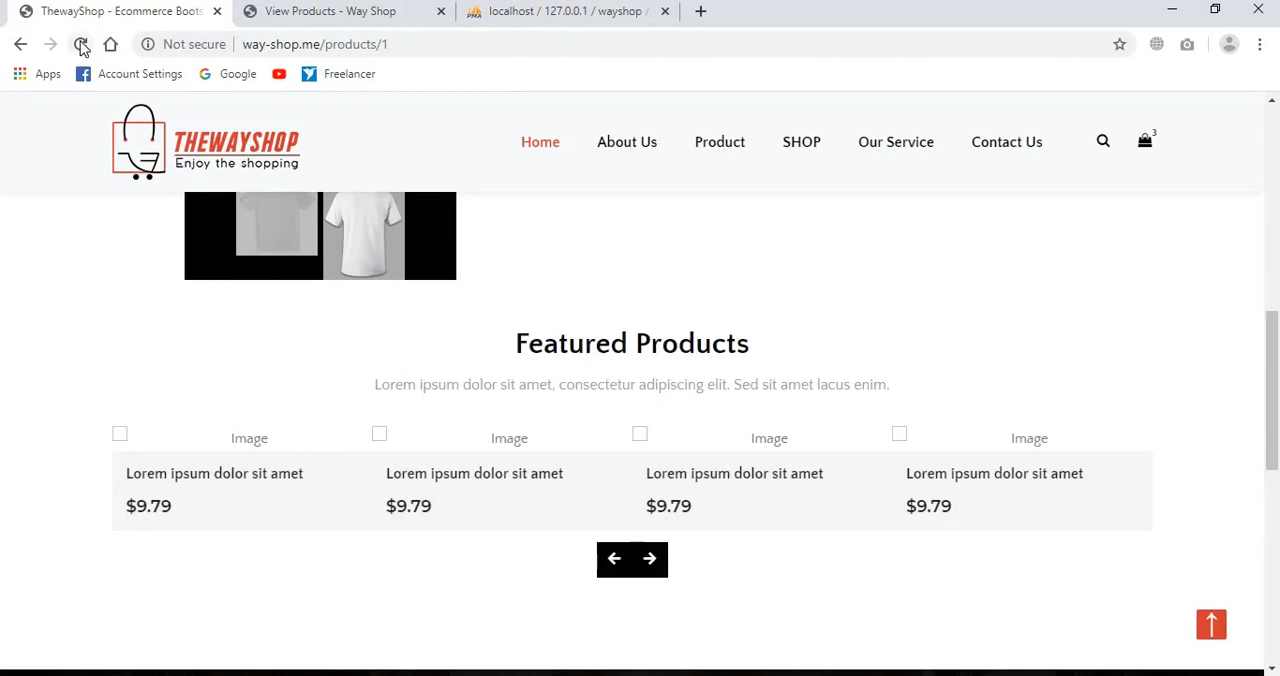 ThewayShop - Ecommerce Boots
View Products - Way Shop
PMA localhost / 127.0.0.1 / wayshop /
Not secure way-shop.me/products/1
Apps Account Settings Google Freelancer
THEWAYSHOP
Enjoy the shopping
Home About Us Product SHOP Our Service Contact Us 3
Featured Products
Lorem ipsum dolor sit amet, consectetur adipiscing elit. Sed sit amet lacus enim.
Image Image Image Image
Lorem ipsum dolor sit amet Lorem ipsum dolor sit amet Lorem ipsum dolor sit amet Lorem ipsum dolor sit amet
$9.79 $9.79 $9.79 $9.79